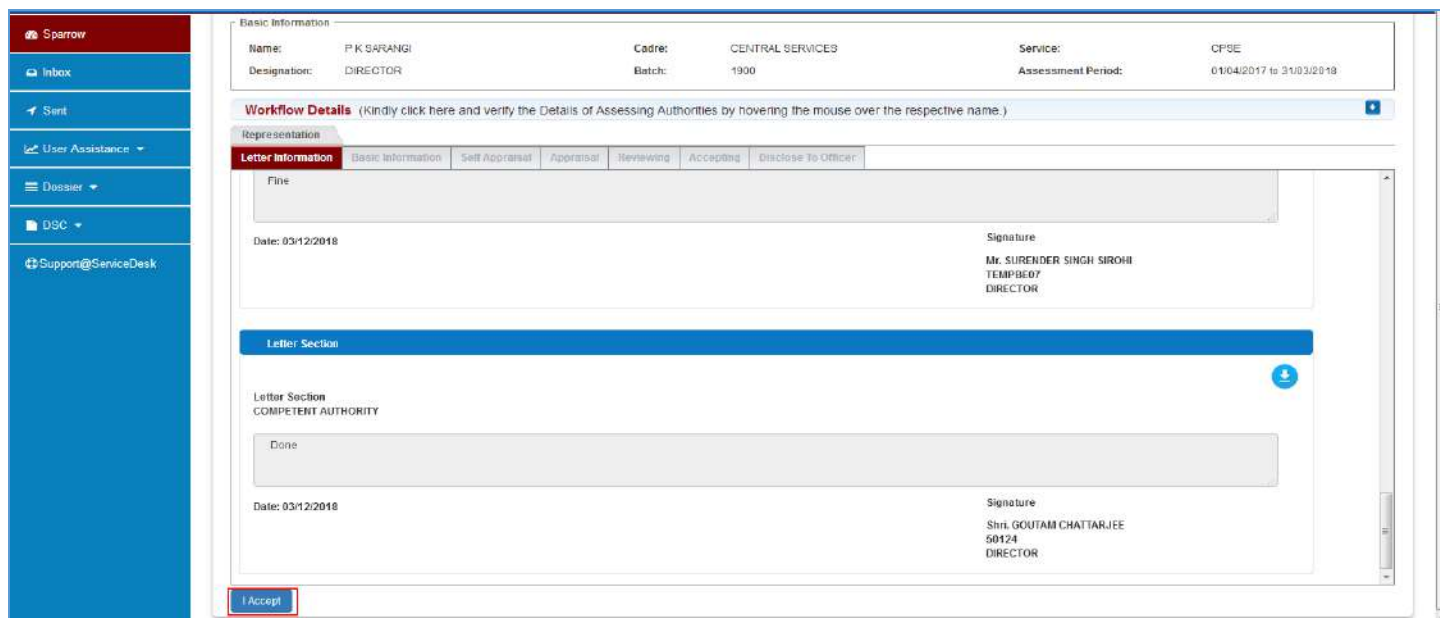 Sparrow
Inbox
Sent
User Assistance
Dossier
DSC
Support@ServiceDesk
Basic Information
Name: P K SARANGI Cadre: CENTRAL SERVICES Service: CPSE
Designation: DIRECTOR Batch: 1900 Assessment Period: 01/04/2017 to 31/03/2018
Workflow Details (Kindly click here and verify the Details of Assessing Authorities by hovering the mouse over the respective name.)
Representation
Letter Information Basic Information Self Appraisal Appraisal Reviewing Accepting Disclose To Officer
Fine
Date: 03/12/2018 Signature
Mr. SURENDER SINGH SIROHI
TEMPBE07
DIRECTOR
Letter Section
Letter Section
COMPETENT AUTHORITY
Done
Date: 03/12/2018 Signature
Shri. GOUTAM CHATTARJEE
50124
DIRECTOR
I Accept